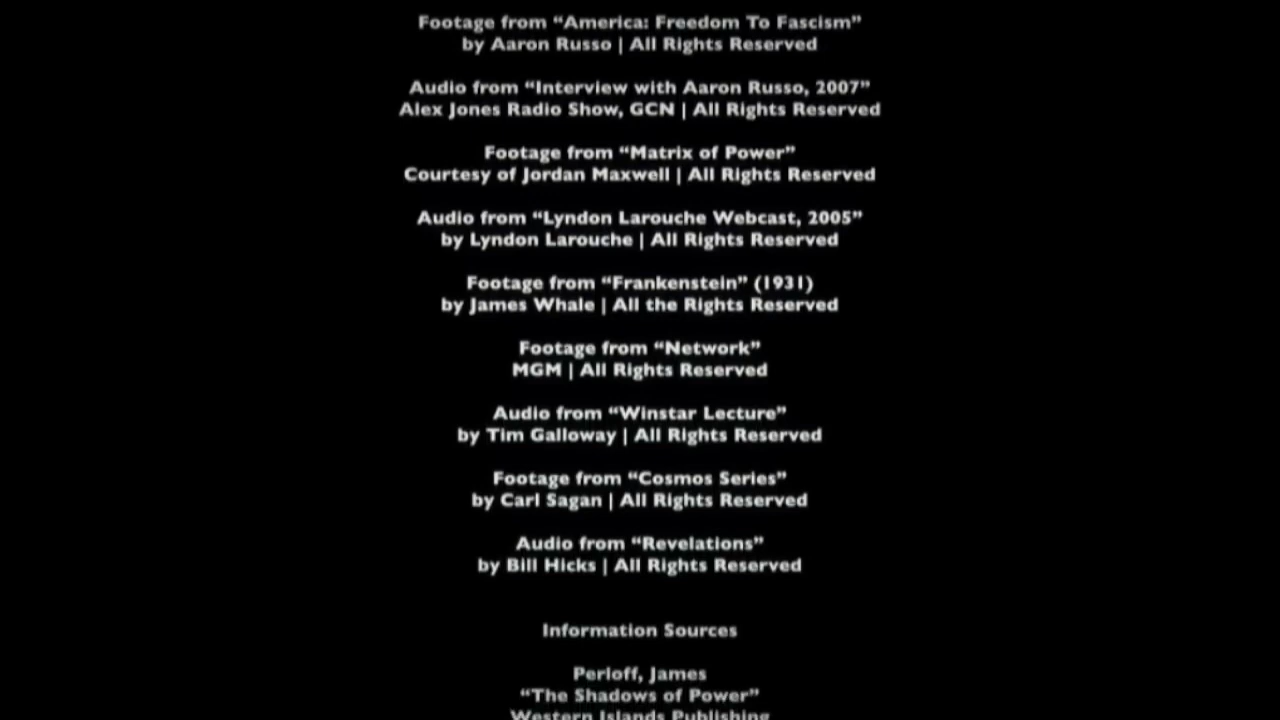 Footage from “America: Freedom To Fascism”
by Aaron Russo | All Rights Reserved
Audio from “Interview with Aaron Russo, 2007”
Alex Jones Radio Show, GCN | All Rights Reserved
Footage from “Matrix of Power”
Courtesy of Jordan Maxwell | All Rights Reserved
Audio from “Lyndon Larouche Webcast, 2005”
by Lyndon Larouche | All Rights Reserved
Footage from “Frankenstein” (1931)
by James Whale | All the Rights Reserved
Footage from “Network”
MGM | All Rights Reserved
Audio from “Winstar Lecture”
by Tim Galloway | All Rights Reserved
Footage from “Cosmos Series”
by Carl Sagan | All Rights Reserved
Audio from “Revelations”
by Bill Hicks | All Rights Reserved
Information Sources
Perloff, James
“The Shadows of Power”
Western Islands Publishing